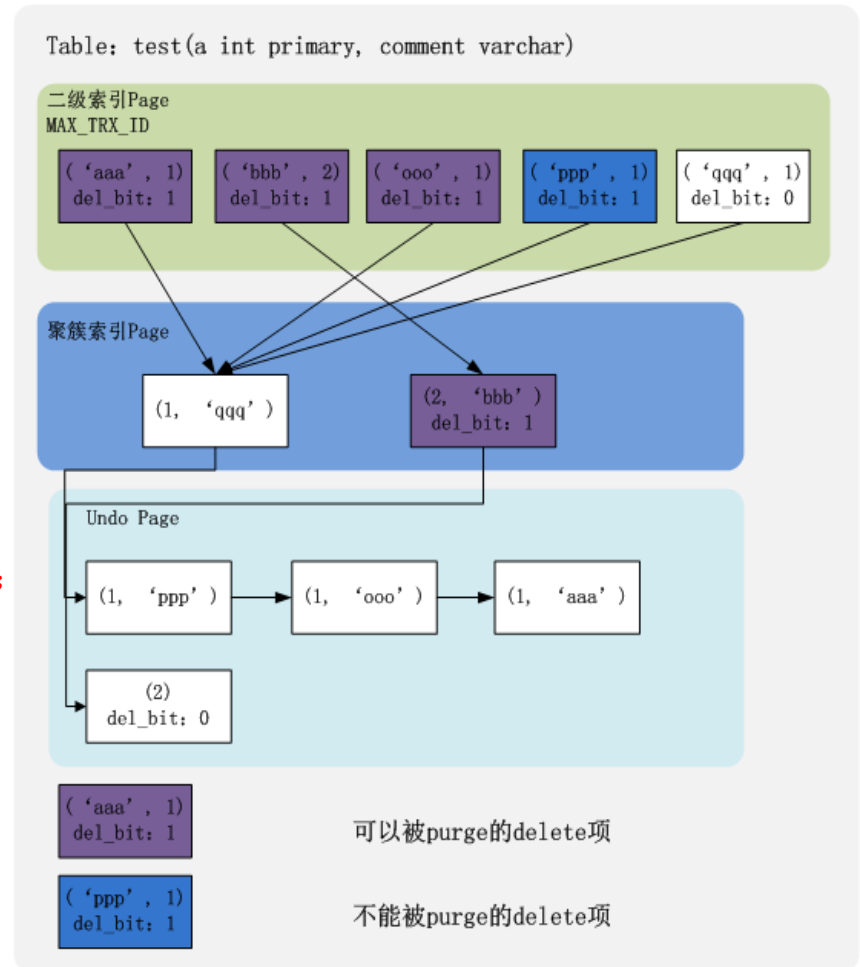 Table: test(a int primary, comment varchar)
二级索引Page
MAX_TRX_ID
(‘aaa’, 1)
del_bit: 1
(‘bbb’, 2)
del_bit: 1
(‘ooo’, 1)
del_bit: 1
(‘ppp’, 1)
del_bit: 1
(‘qqq’, 1)
del_bit: 0
聚簇索引Page
(1, ‘qqq’)
(2, ‘bbb’)
del_bit: 1
Undo Page
;
(1, ‘ppp’)
(1, ‘ooo’)
(1, ‘aaa’)
(2)
del_bit: 0
(‘aaa’, 1)
del_bit: 1
可以被purge的delete项
(‘ppp’, 1)
del_bit: 1
不能被purge的delete项